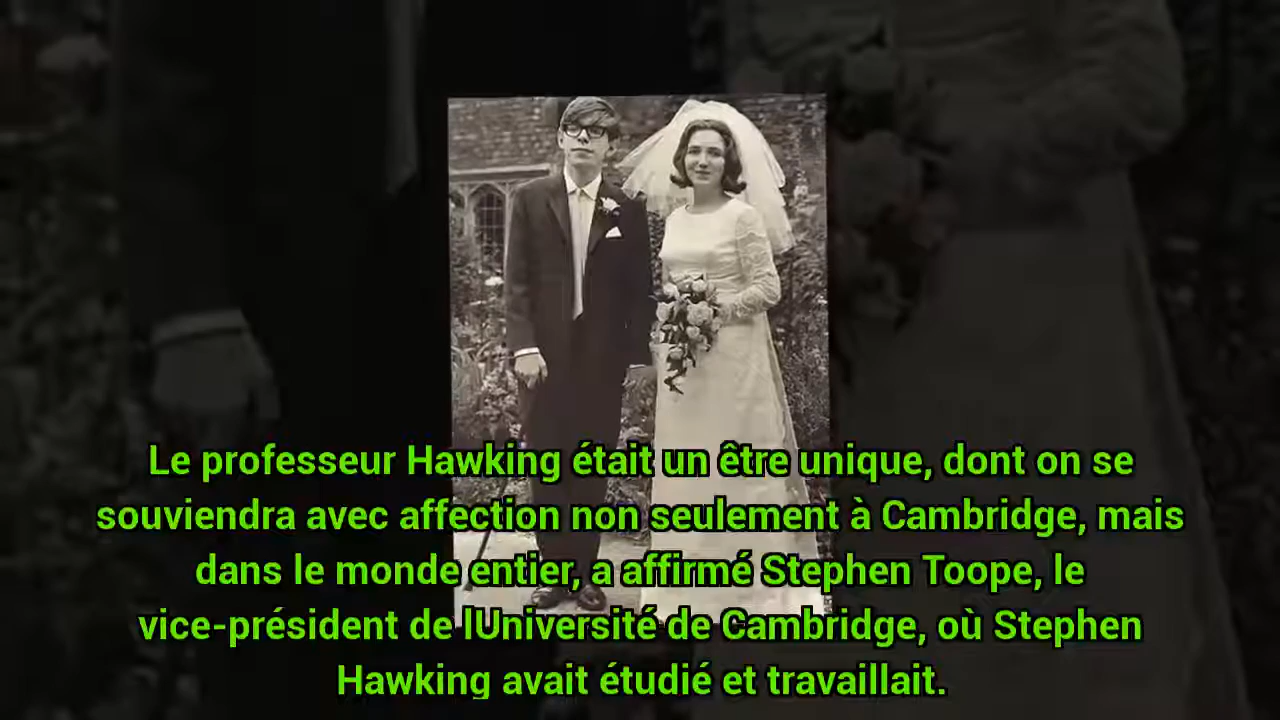 Le professeur Hawking était un être unique, dont on se
souviendra avec affection non seulement à Cambridge, mais
dans le monde entier, a affirmé Stephen Toope, le
vice-président de lUniversité de Cambridge, où Stephen
Hawking avait étudié et travaillait.